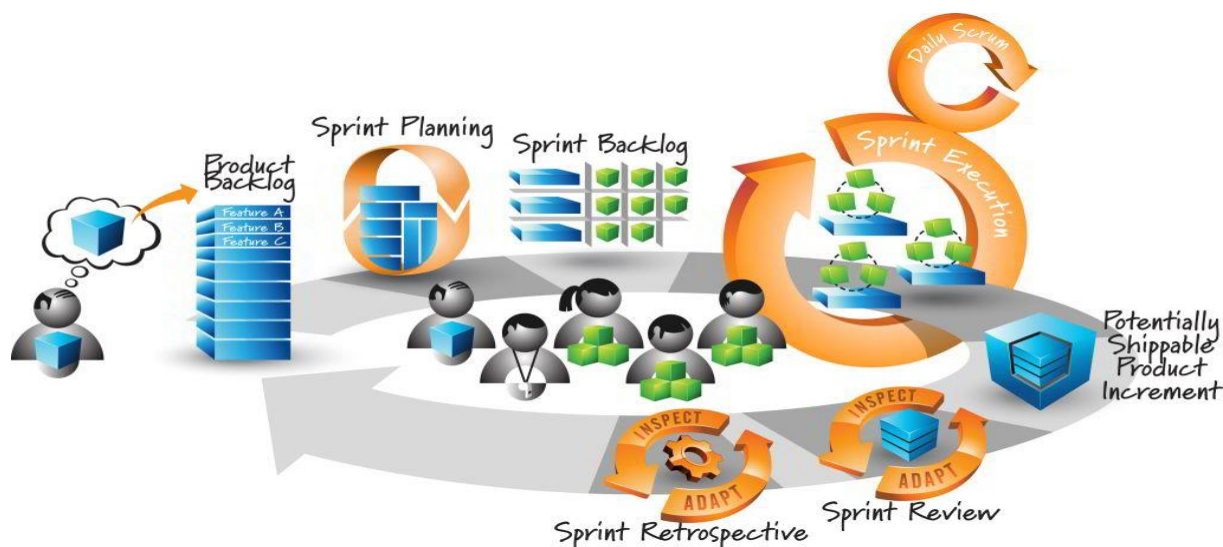 Daily Scrum
Sprint Planning
Sprint Backlog
Sprint Execution
Product
Backlog
Feature A
Feature B
Feature C
Potentially
Shippable
Product
Increment
INSPECT
ADAPT
Sprint Review
INSPECT
ADAPT
Sprint Retrospective